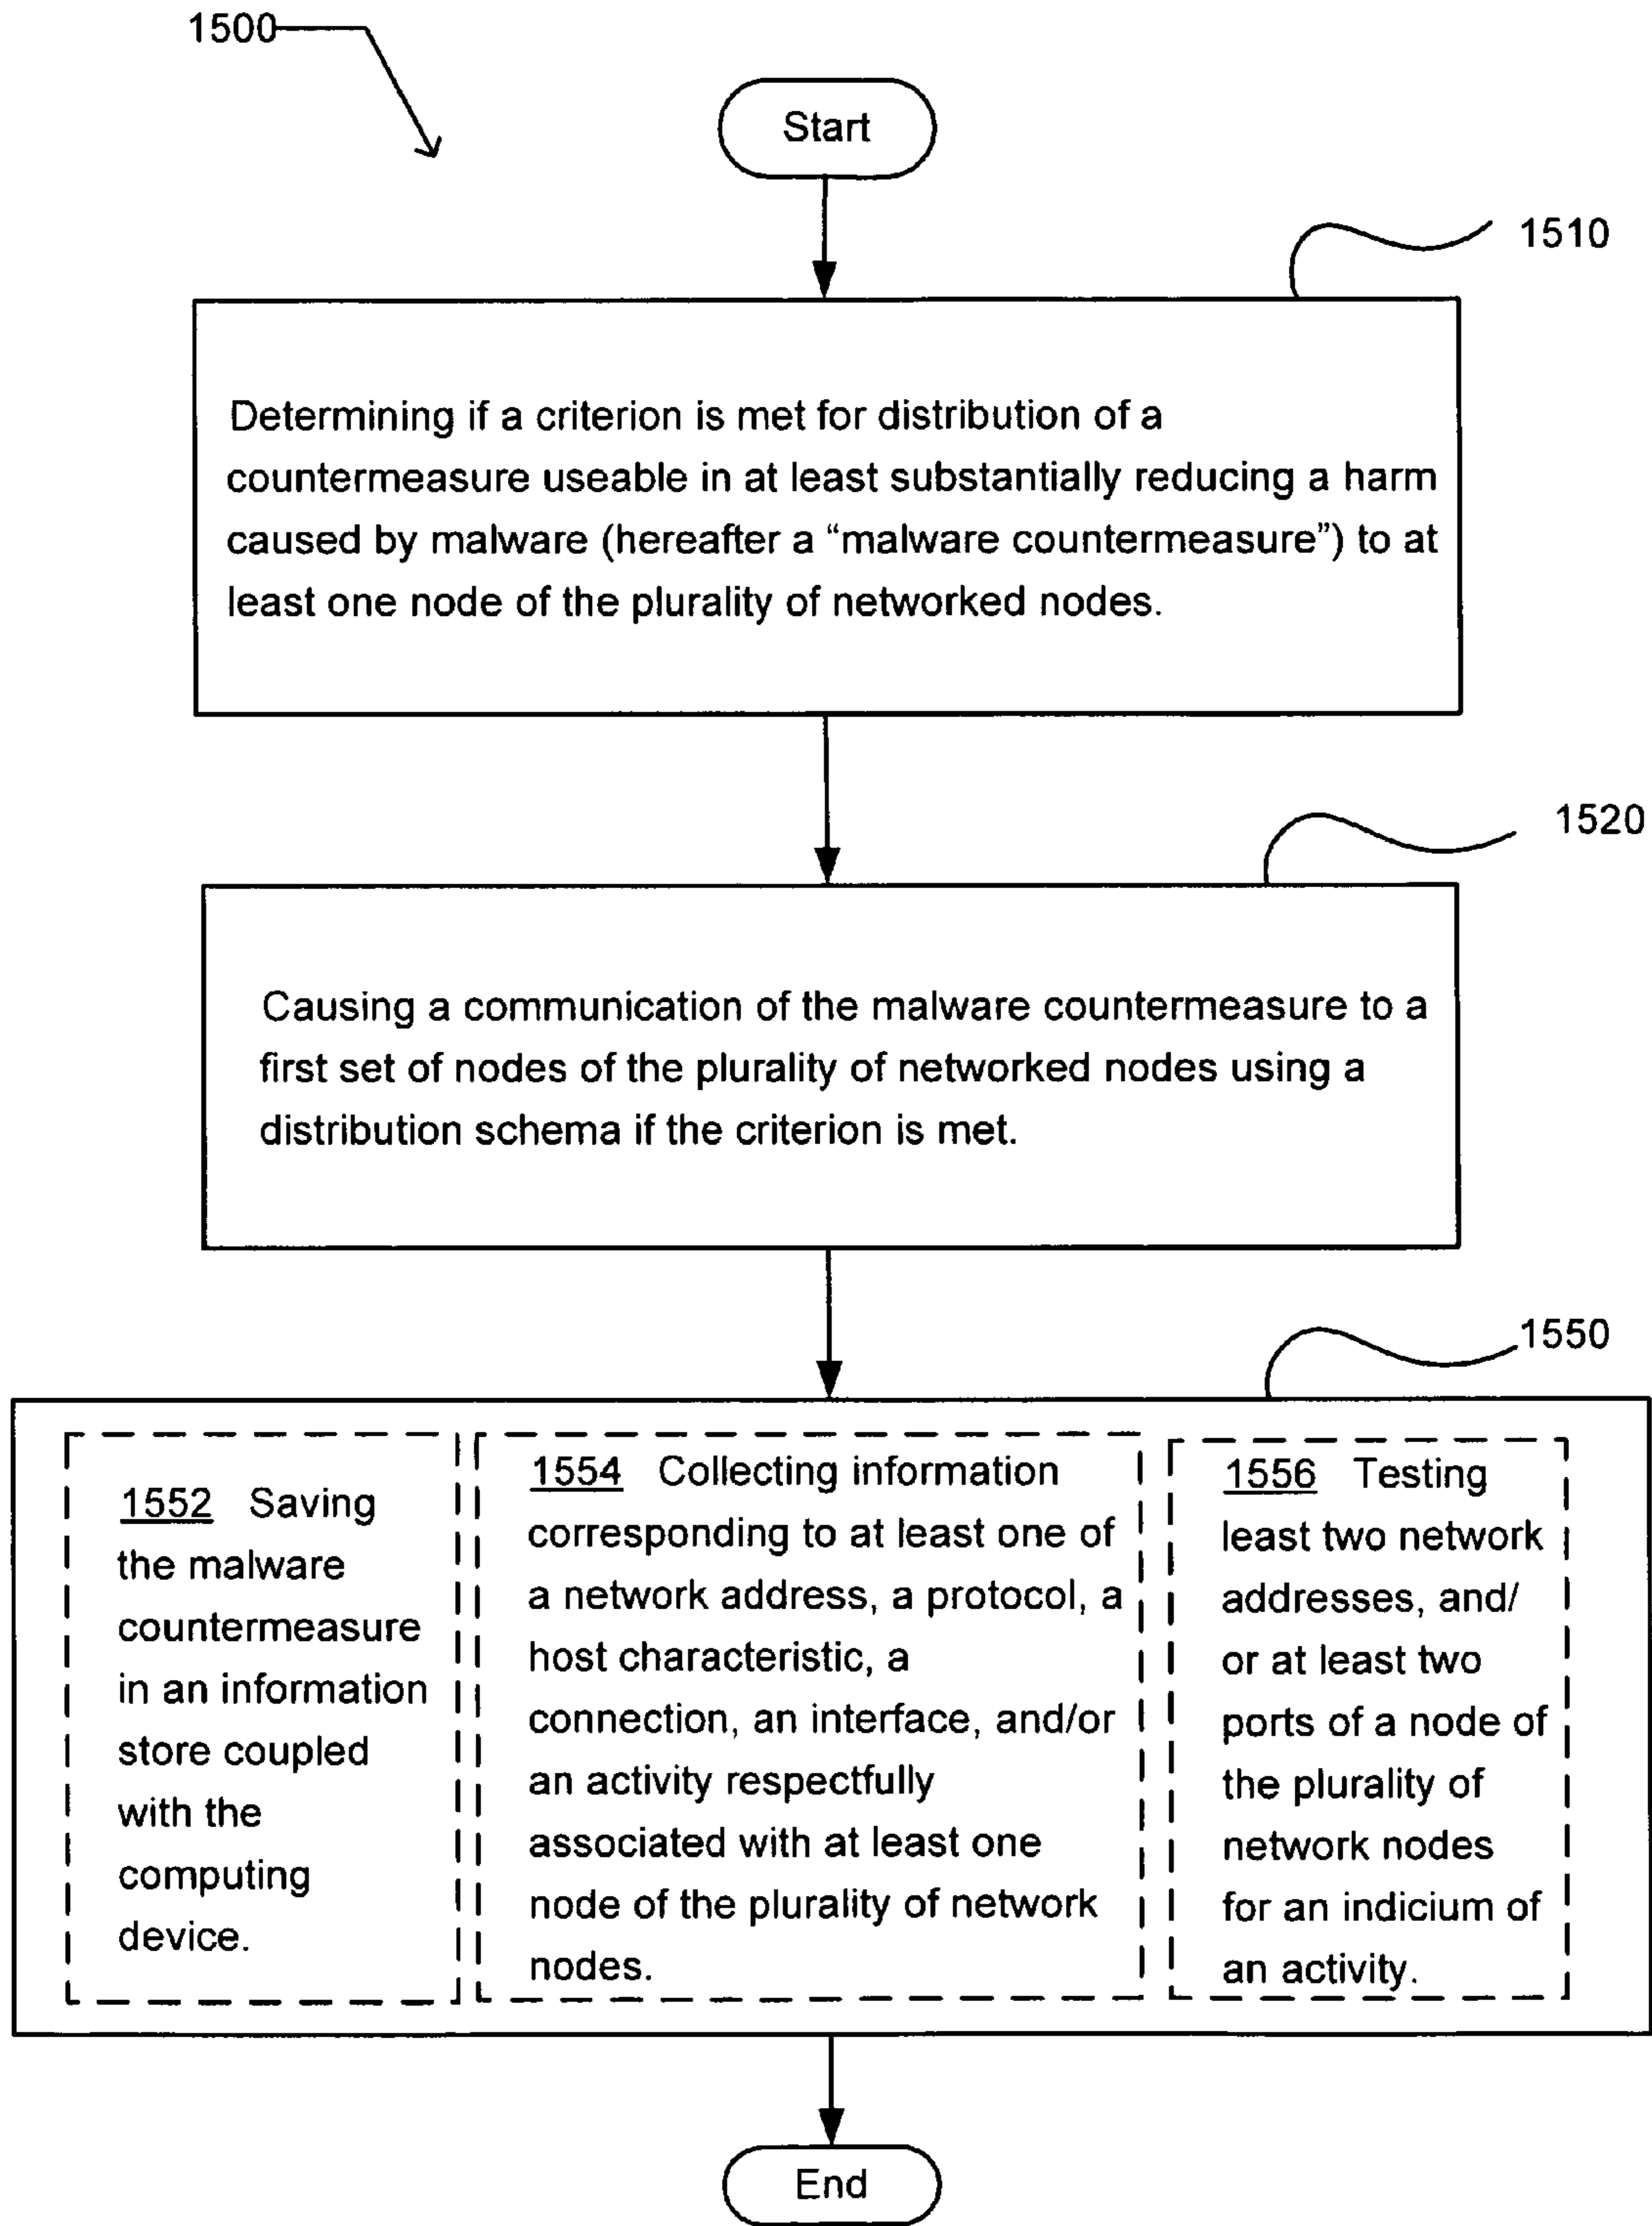 1500
Start
1510
Determining if a criterion is met for distribution of a
countermeasure useable in at least substantially reducing a harm
caused by malware (hereafter a “malware countermeasure”) to at
least one node of the plurality of networked nodes.
1520
Causing a communication of the malware countermeasure to a
first set of nodes of the plurality of networked nodes using a
distribution schema if the criterion is met.
1550
1552 Saving
the malware
countermeasure
in an information
store coupled
with the
computing
device.
1554 Collecting information
corresponding to at least one of
a network address, a protocol, a
host characteristic, a
connection, an interface, and/or
an activity respectfully
associated with at least one
node of the plurality of network
nodes.
1556 Testing
least two network
addresses, and/
or at least two
ports of a node of
the plurality of
network nodes
for an indicium of
an activity.
End